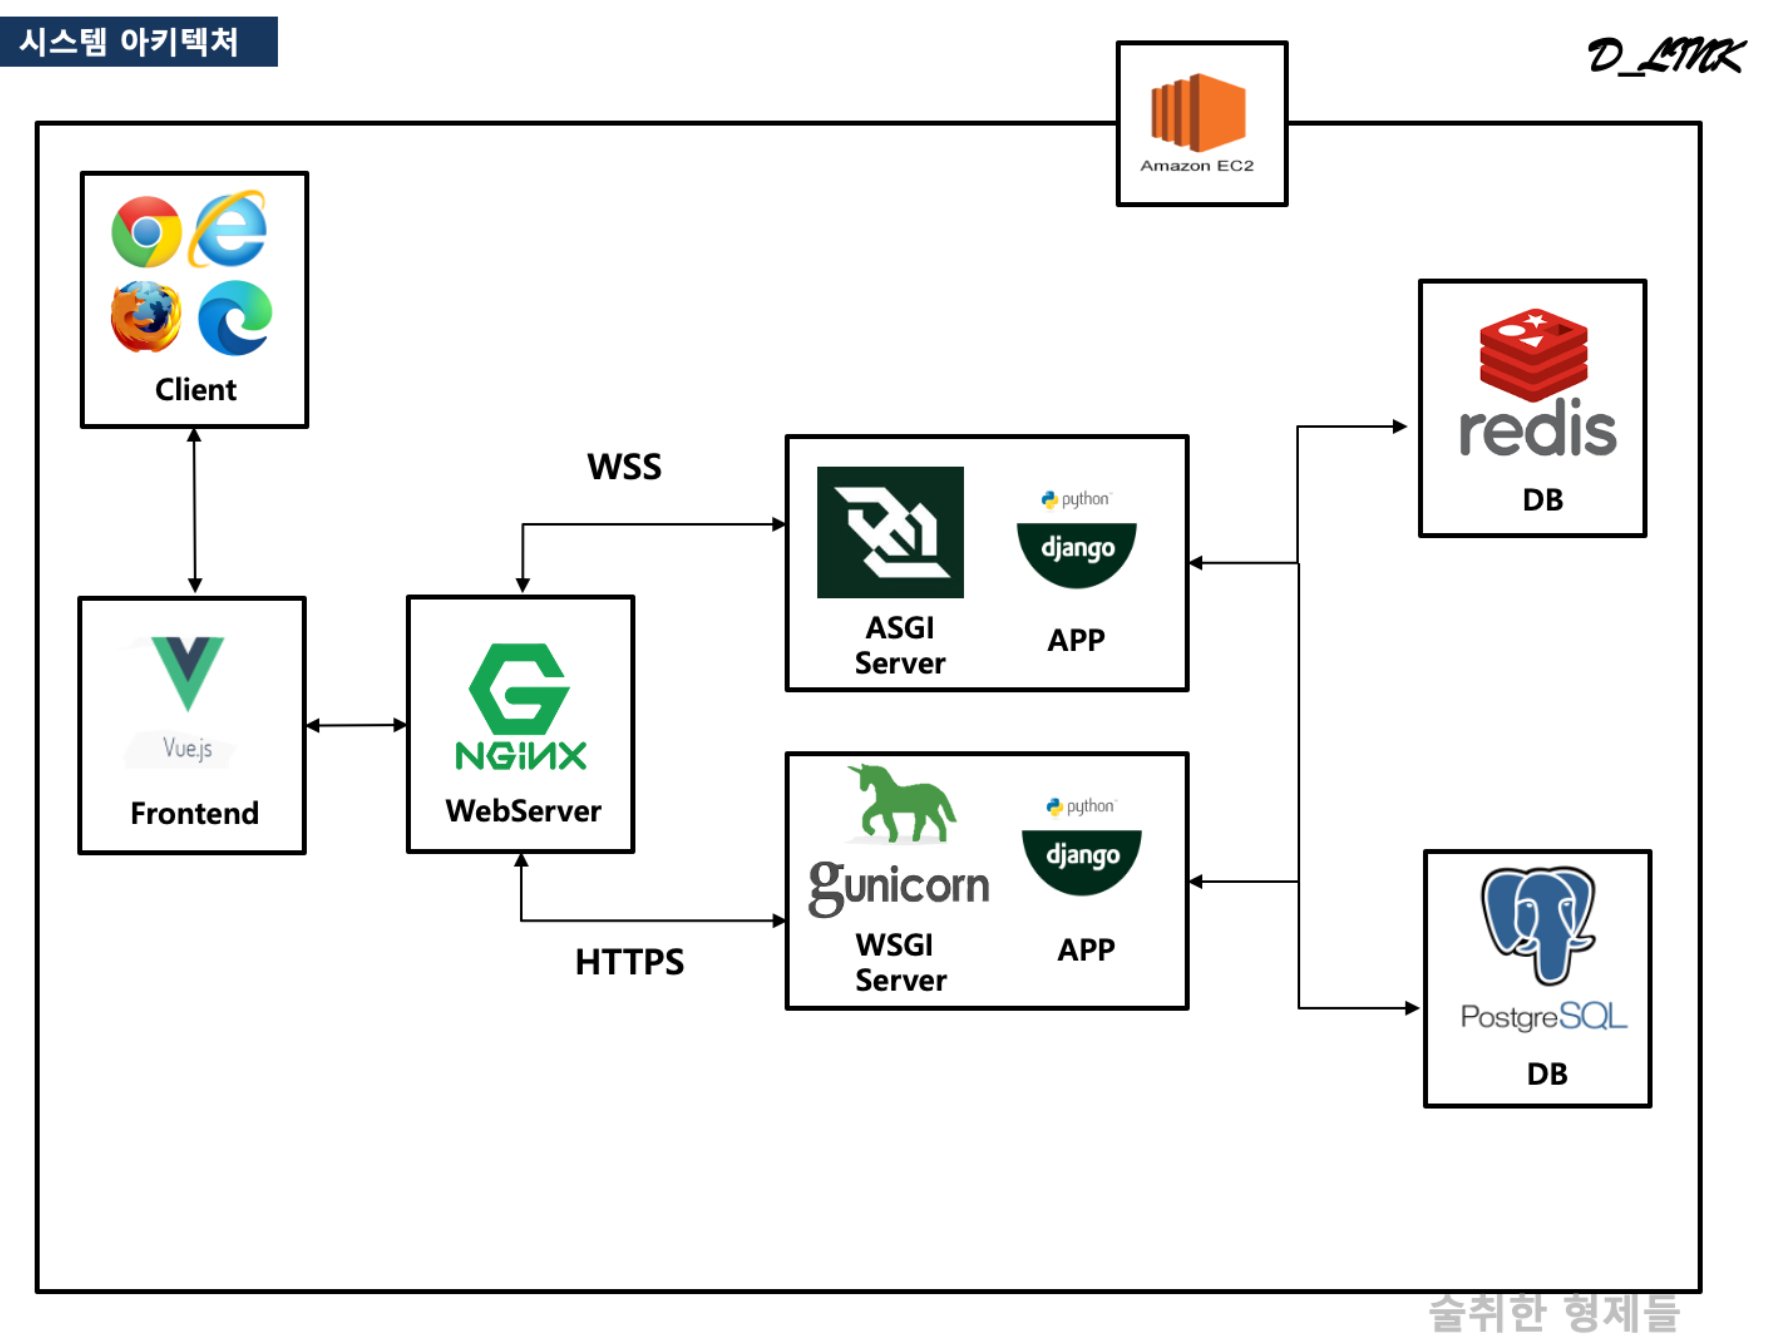 시스템 아키텍처
D_LINK
Amazon EC2
Client
redis
DB
WSS
python
django
ASGI
Server
APP
Vue.js
Frontend
NGINX
WebServer
gunicorn
WSGI
Server
python
django
APP
HTTPS
PostgreSQL
DB
술취한 형제들